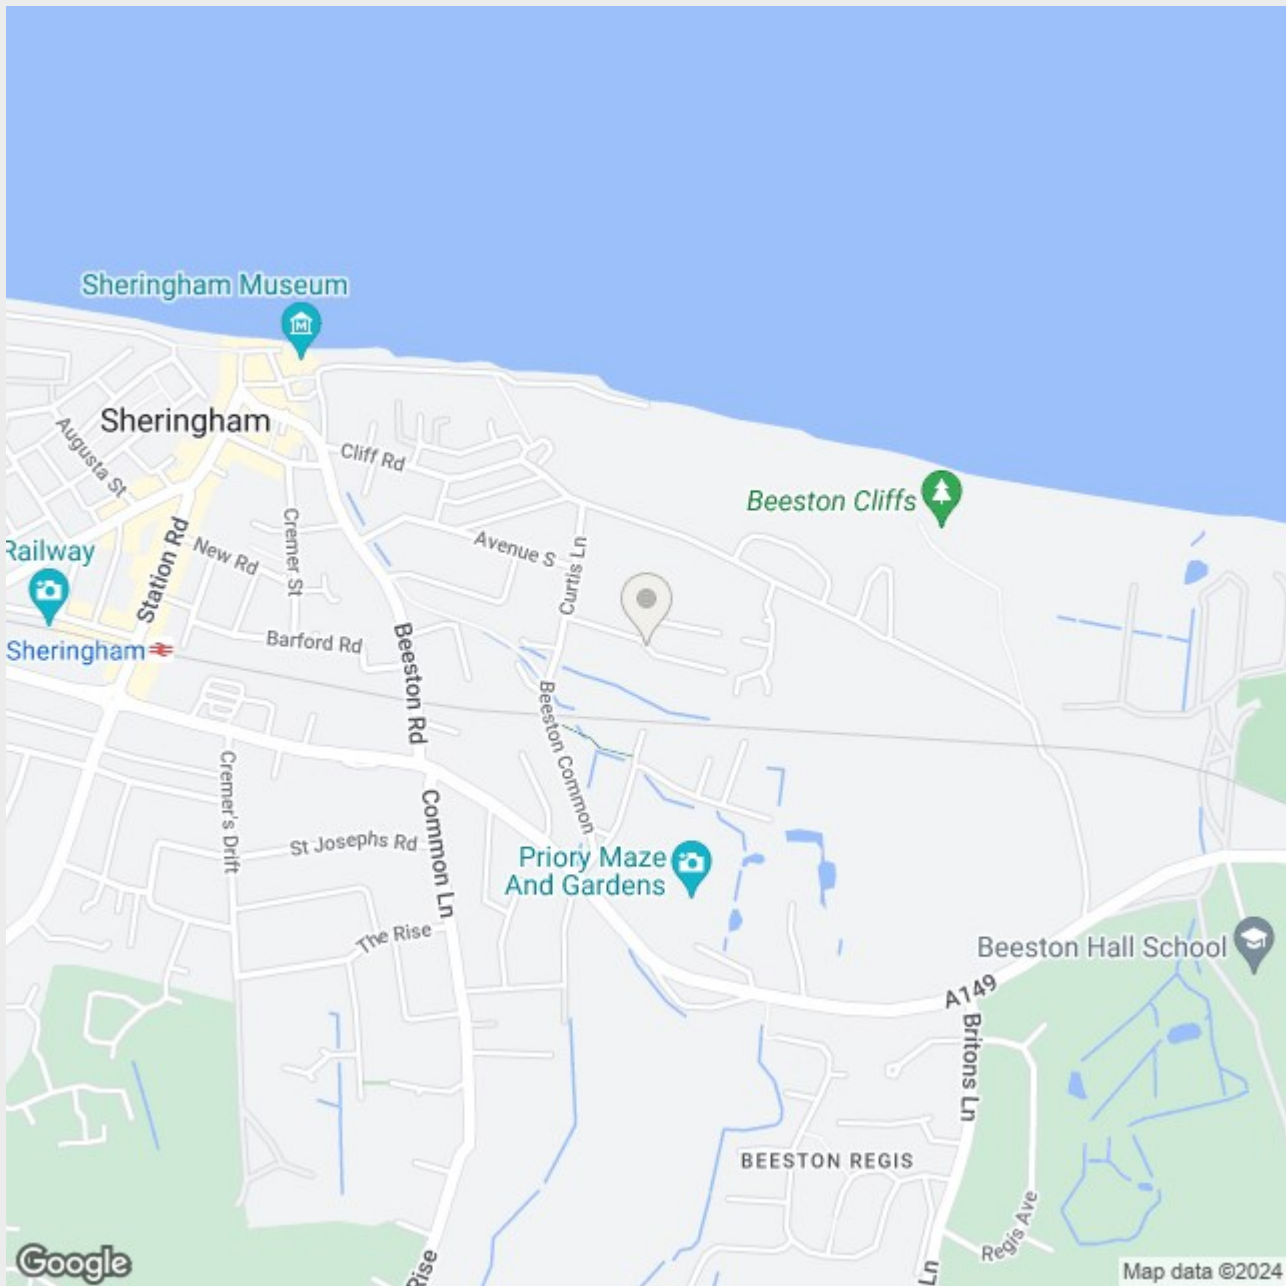 Sheringham Museum
Sheringham
Augusta St
Cliff Rd
Beeston Cliffs
Railway
Station Rd
New Rd
Cremer St
Avenue S
Curtis Ln
Sheringham
Barford Rd
Beeston Rd
Beeston Common
Cremer's Drift
St Josephs Rd
Common Ln
Priory Maze
And Gardens
The Rise
Beeston Hall School
A149
Britons Ln
BEESTON REGIS
Regis Ave
Rise
Ln
Google
Map data ©2024